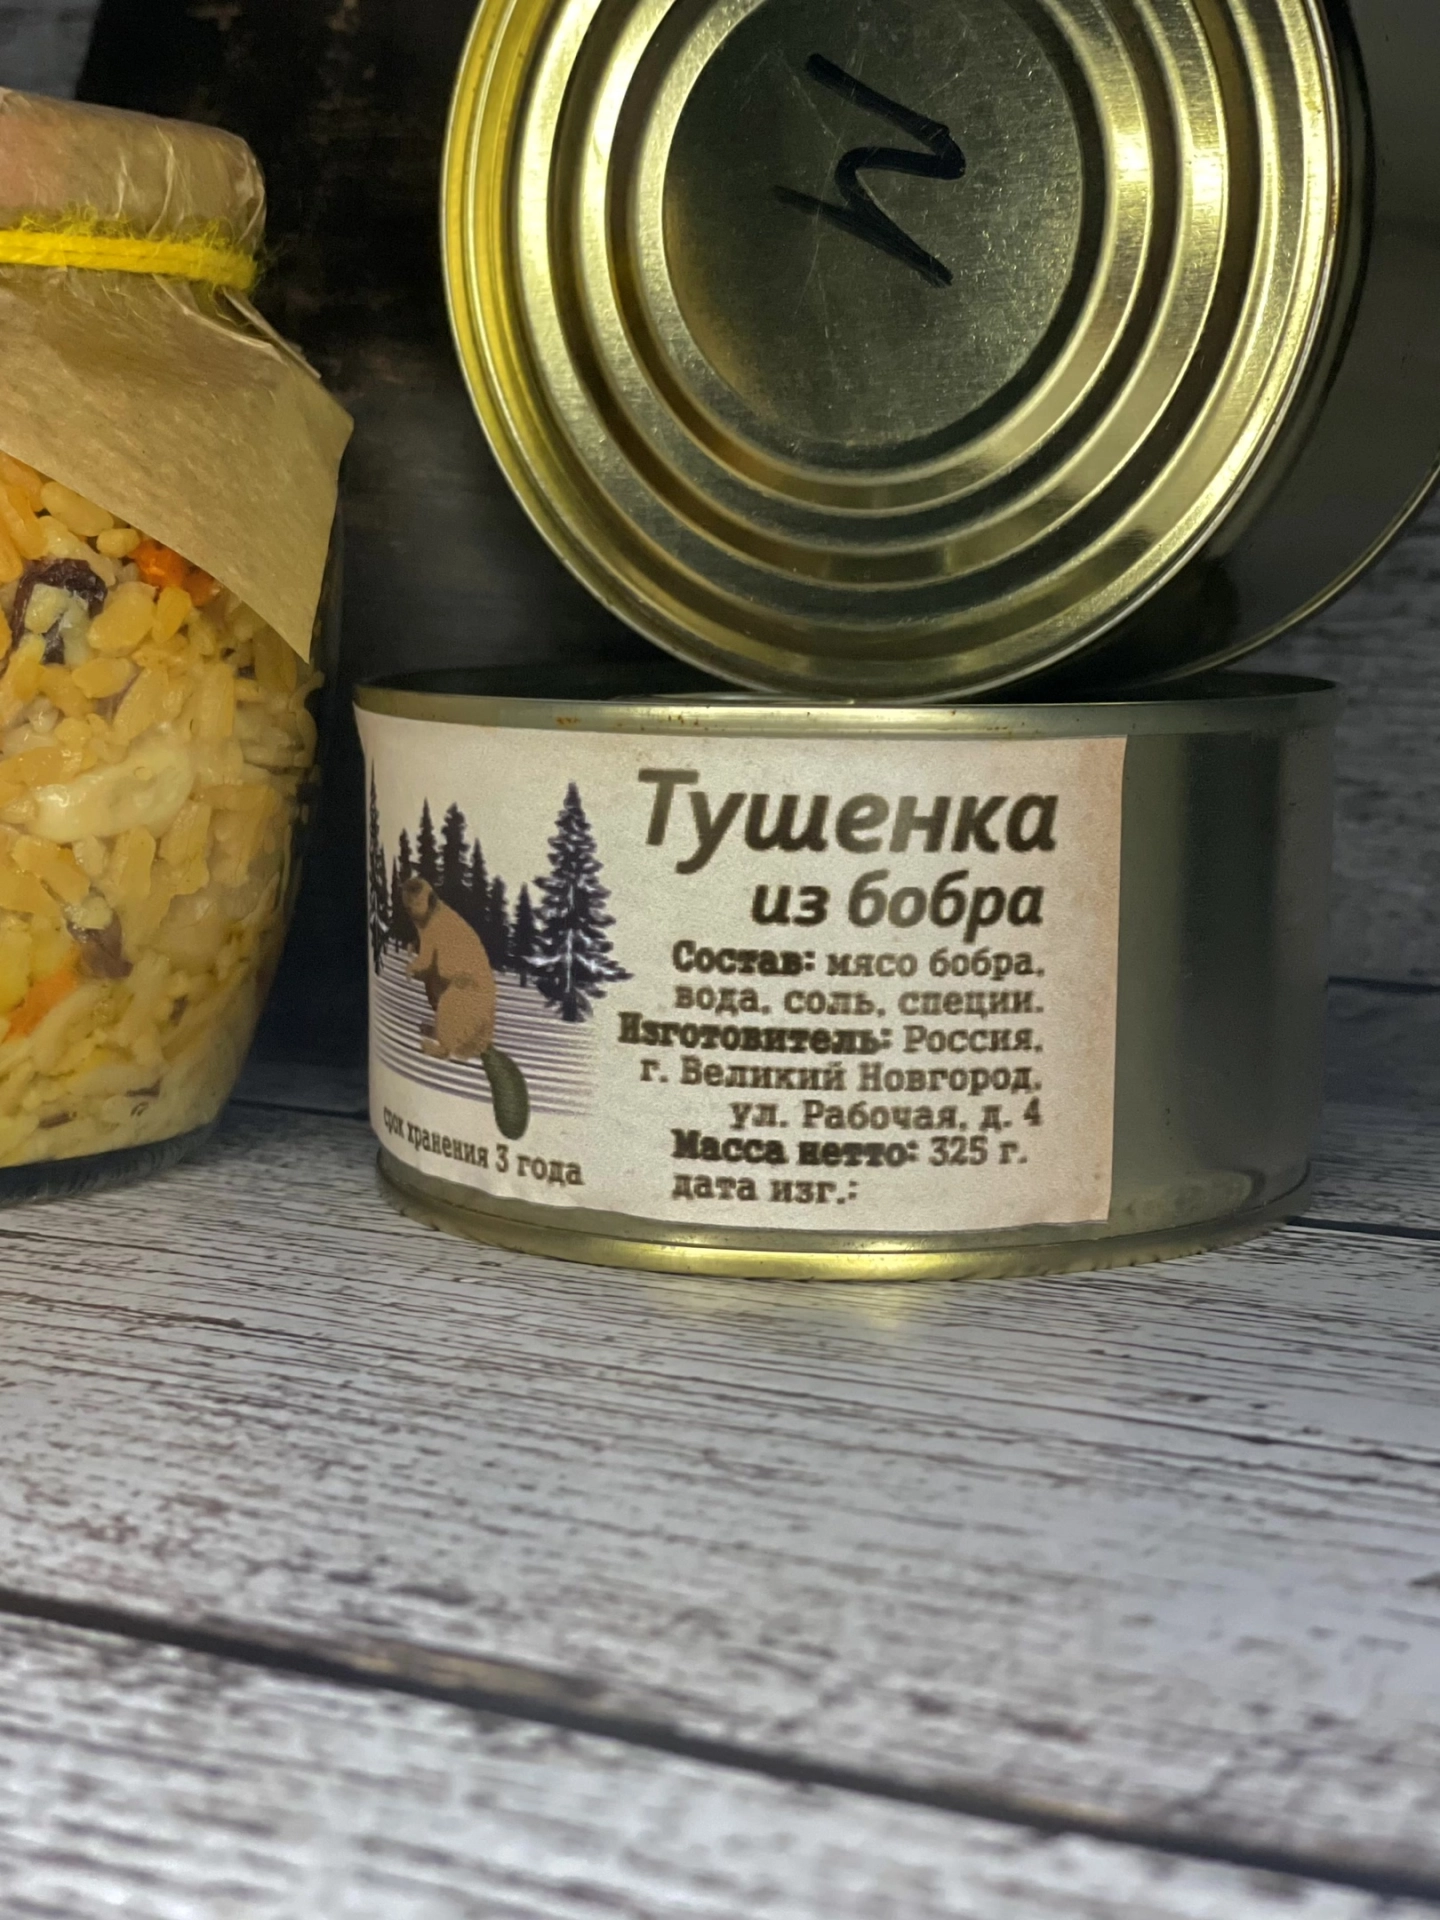 И
Тушенка
из бобра
Состав: мясо бобра,
вода, соль, специи.
Изготовитель: Россия,
г. Великий Новгород,
ул. Рабочая, д. 4
Масса нетто: 325 г.
дата изг.:
срок хранения 3 года